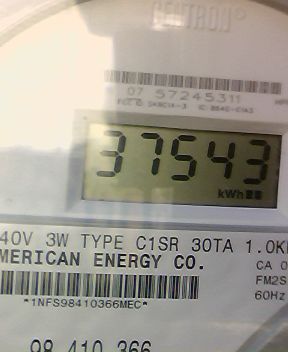 CENTRON®
07 57245311
37543
kWh
40V 3W TYPE C1SR 30TA 1.0K
MERICAN ENERGY CO.
CA 0
FM2S
*1NFS98410366MEC*
60Hz
98 410 366